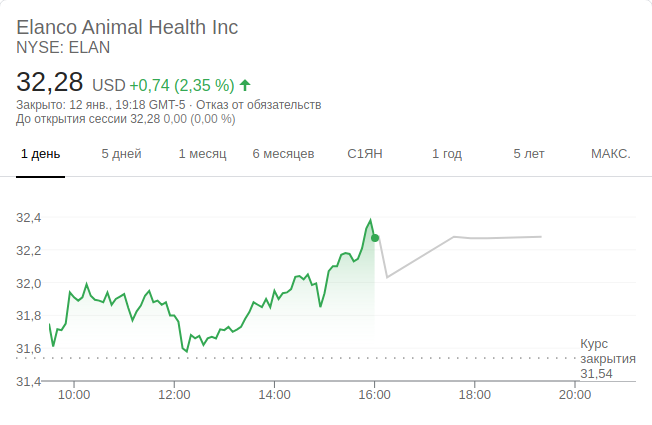 Elanco Animal Health Inc
NYSE: ELAN
32,28 USD +0,74 (2,35 %)
Закрыто: 12 янв., 19:18 GMT-5 · Отказ от обязательств
До открытия сессии 32,28 0,00 (0,00 %)
1 день 5 дней 1 месяц 6 месяцев С1ЯН 1 год 5 лет МАКС.
32,4
32,2
32,0
31,8
31,6
Курс
закрытия
31,54
31,4
10:00 12:00 14:00 16:00 18:00 20:00